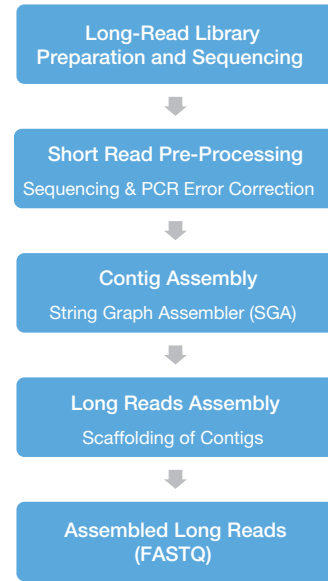 Long-Read Library
Preparation and Sequencing
Short Read Pre-Processing
Sequencing & PCR Error Correction
Contig Assembly
String Graph Assembler (SGA)
Long Reads Assembly
Scaffolding of Contigs
Assembled Long Reads
(FASTQ)